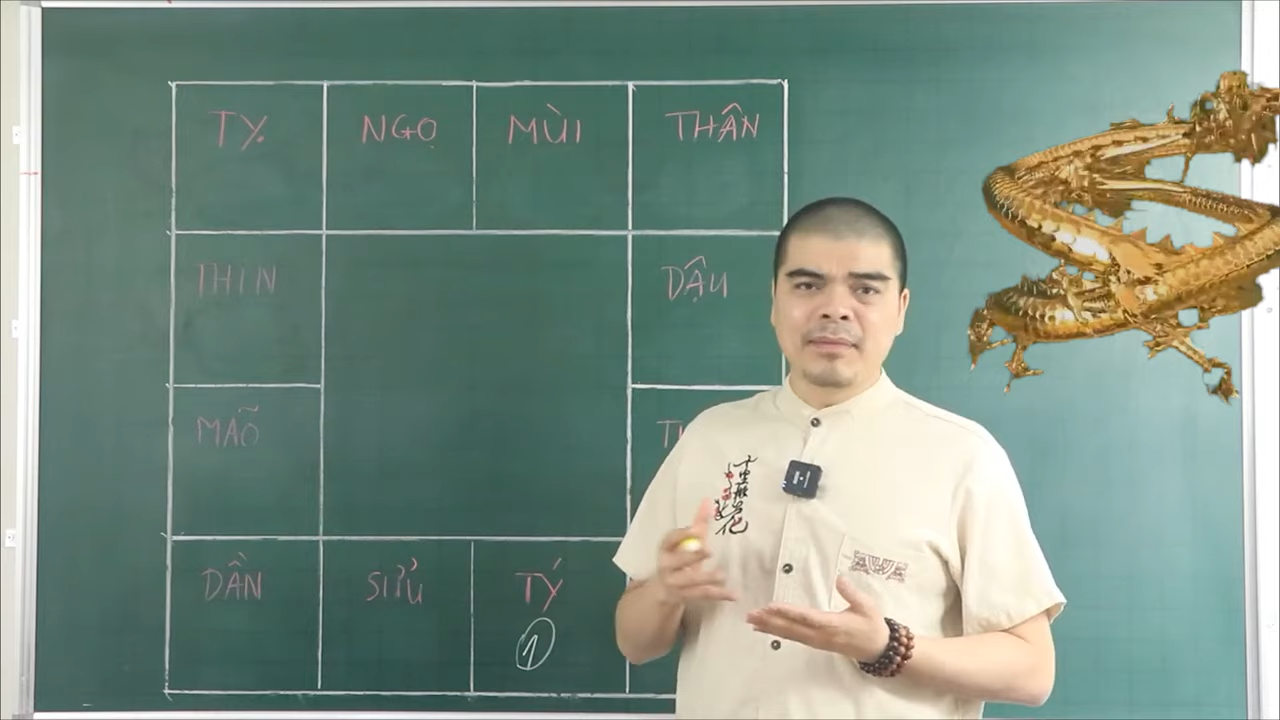 TỴ NGỌ MÙI THÂN
THÌN DẬU
MÃO
DẦN SỬU TÝ
1